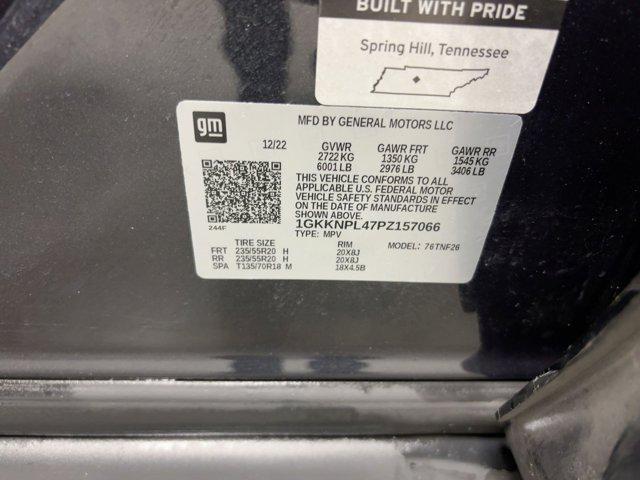 BUILT WITH PRIDE
Spring Hill, Tennessee
gm
MFD BY GENERAL MOTORS LLC
12/22 GVWR GAWR FRT GAWR RR
2722 KG 1350 KG 1545 KG
6001 LB 2976 LB 3406 LB
THIS VEHICLE CONFORMS TO ALL
APPLICABLE U.S. FEDERAL MOTOR
VEHICLE SAFETY STANDARDS IN EFFECT
ON THE DATE OF MANUFACTURE
SHOWN ABOVE.
1GKKNPL47PZ157066
244F
TYPE: MPV
TIRE SIZE RIM MODEL: 76TNF26
FRT 235/55R20 H 20X8J
RR 235/55R20 H 20X8J
SPA T135/70R18 M 18X4.5B